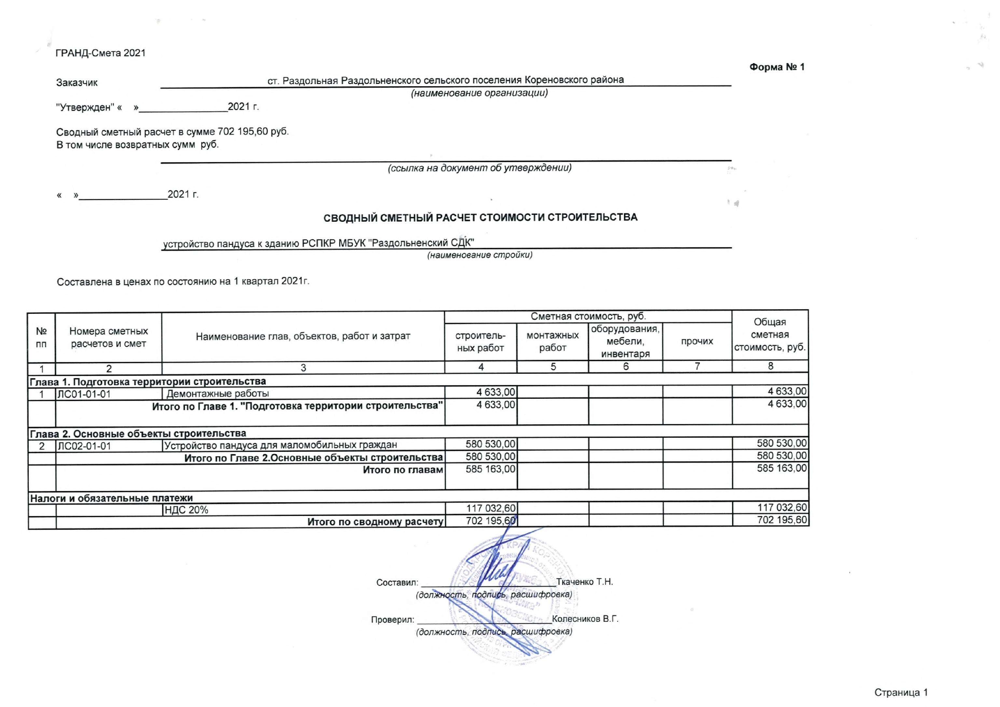 ГРАНД-Смета 2021
Форма № 1
Заказчик ст. Раздольная Раздольненского сельского поселения Кореновского района
(наименование организации)
"Утвержден" « »________________2021 г.
Сводный сметный расчет в сумме 702 195,60 руб.
В том числе возвратных сумм руб.
(ссылка на документ об утверждении)
« »________________2021 г.
СВОДНЫЙ СМЕТНЫЙ РАСЧЕТ СТОИМОСТИ СТРОИТЕЛЬСТВА
устройство пандуса к зданию РСПКР МБУК "Раздольненский СДК"
(наименование стройки)
Составлена в ценах по состоянию на 1 квартал 2021г.
№ пп
Номера сметных расчетов и смет
Наименование глав, объектов, работ и затрат
Сметная стоимость, руб.
строитель-ных работ
монтажных работ
оборудования, мебели, инвентаря
прочих
Общая сметная стоимость, руб.
1 2 3 4 5 6 7 8
Глава 1. Подготовка территории строительства
1 ЛС01-01-01 Демонтажные работы 4 633,00 4 633,00
Итого по Главе 1. "Подготовка территории строительства" 4 633,00 4 633,00
Глава 2. Основные объекты строительства
2 ЛС02-01-01 Устройство пандуса для маломобильных граждан 580 530,00 580 530,00
Итого по Главе 2.Основные объекты строительства 580 530,00 580 530,00
Итого по главам 585 163,00 585 163,00
Налоги и обязательные платежи
НДС 20% 117 032,60 117 032,60
Итого по сводному расчету 702 195,60 702 195,60
Составил: Ткаченко Т.Н.
(должность, подпись, расшифровка)
Проверил: Колесников В.Г.
(должность, подпись, расшифровка)
Страница 1